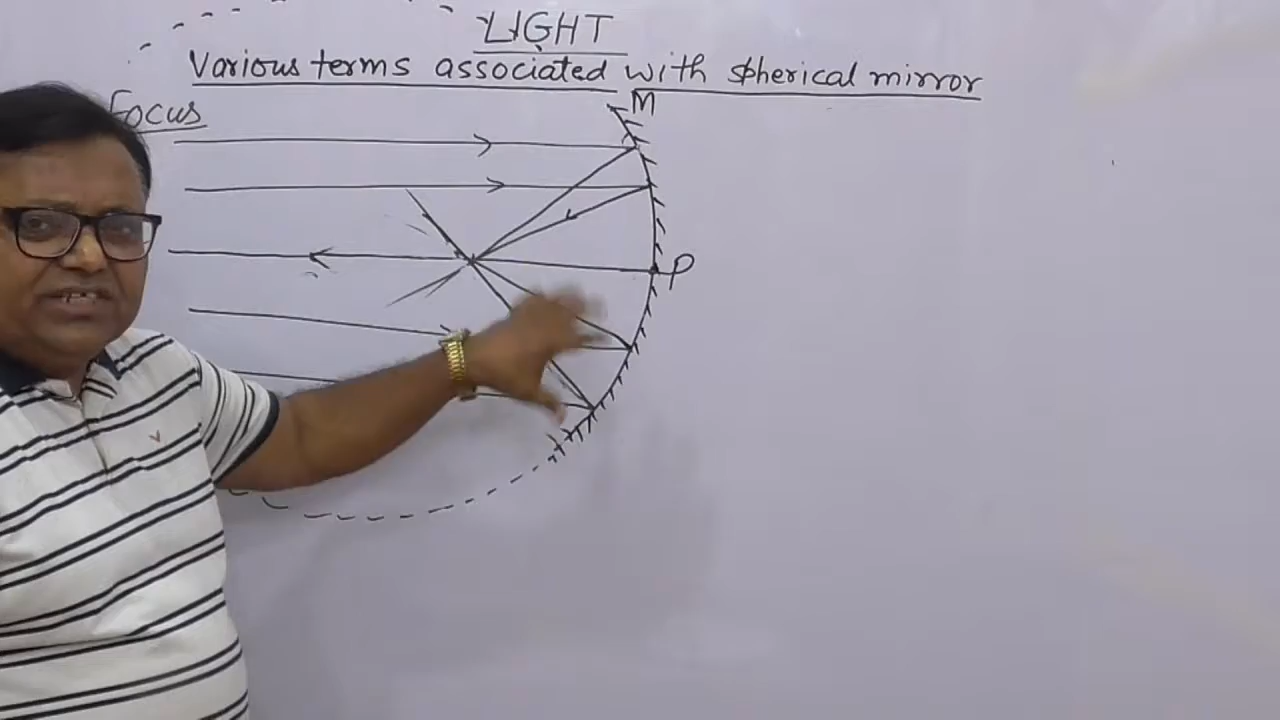 LIGHT
Various terms associated with spherical mirror
M
Focus
P